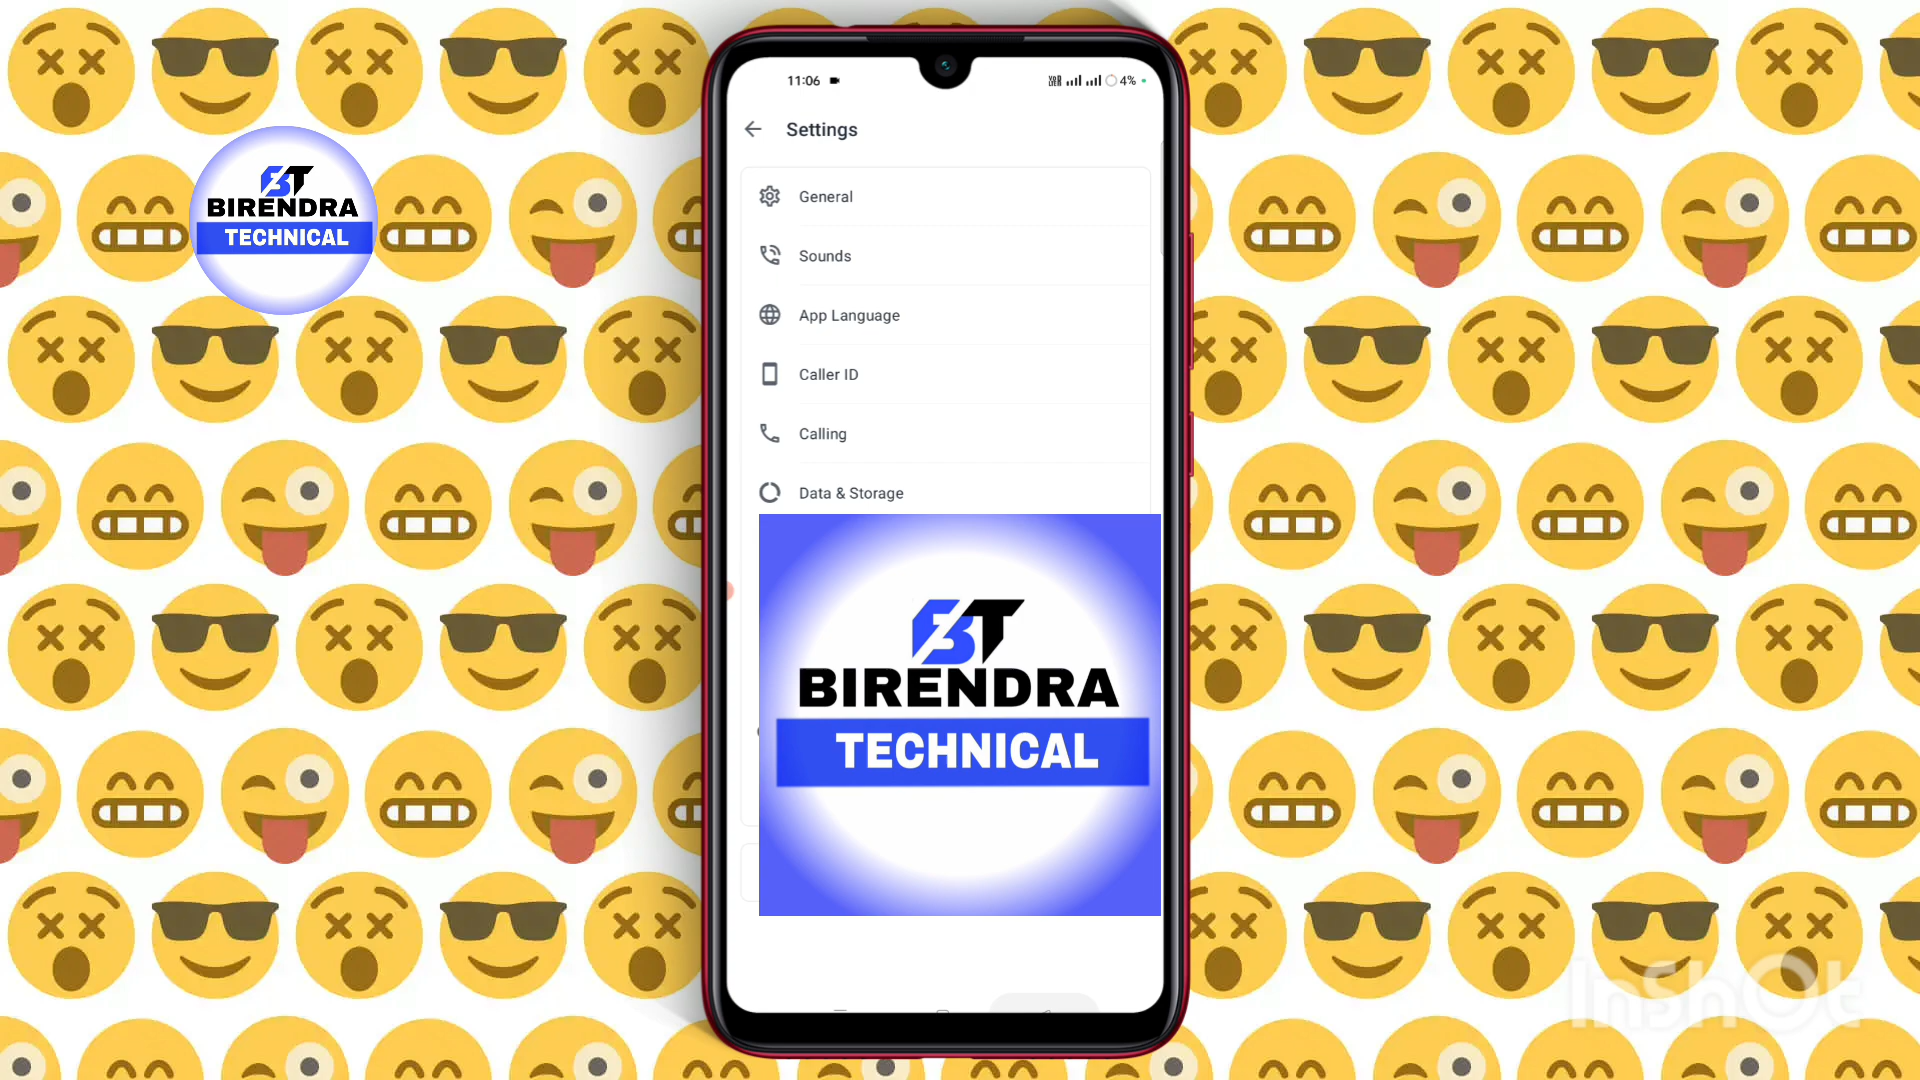 BT
BIRENDRA
TECHNICAL
11:06
4%
Settings
General
Sounds
App Language
Caller ID
Calling
Data & Storage
BT
BIRENDRA
TECHNICAL
InShOt